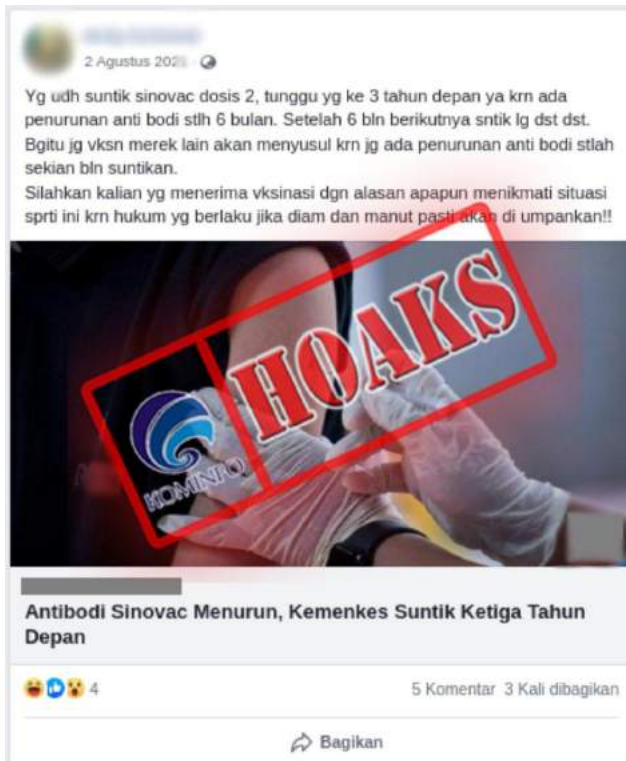 2 Agustus 2021
Yg udh suntik sinovac dosis 2, tunggu yg ke 3 tahun depan ya krn ada
penurunan anti bodi stlh 6 bulan. Setelah 6 bln berikutnya sntik lg dst dst.
Bgitu jg vksn merek lain akan menyusul krn jg ada penurunan anti bodi stlah
sekian bln suntikan.
Silahkan kalian yg menerima vksinasi dgn alasan apapun menikmati situasi
sprti ini krn hukum yg berlaku jika diam dan manut pasti akan di umpankan!!
HOAKS
KOMINFO
Antibodi Sinovac Menurun, Kemenkes Suntik Ketiga Tahun
Depan
4
5 Komentar 3 Kali dibagikan
Bagikan